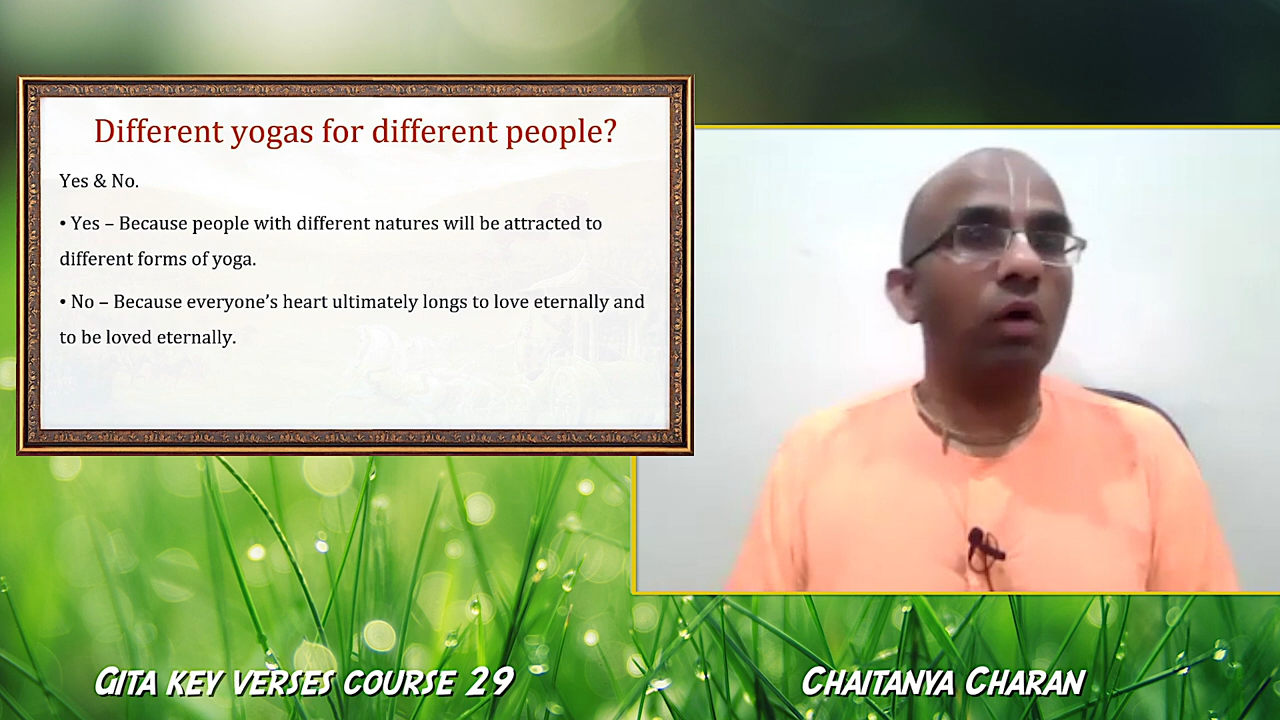 Different yogas for different people?
Yes & No.
• Yes – Because people with different natures will be attracted to
different forms of yoga.
• No – Because everyone’s heart ultimately longs to love eternally and
to be loved eternally.
GITA KEY VERSES COURSE 29
CHAITANYA CHARAN